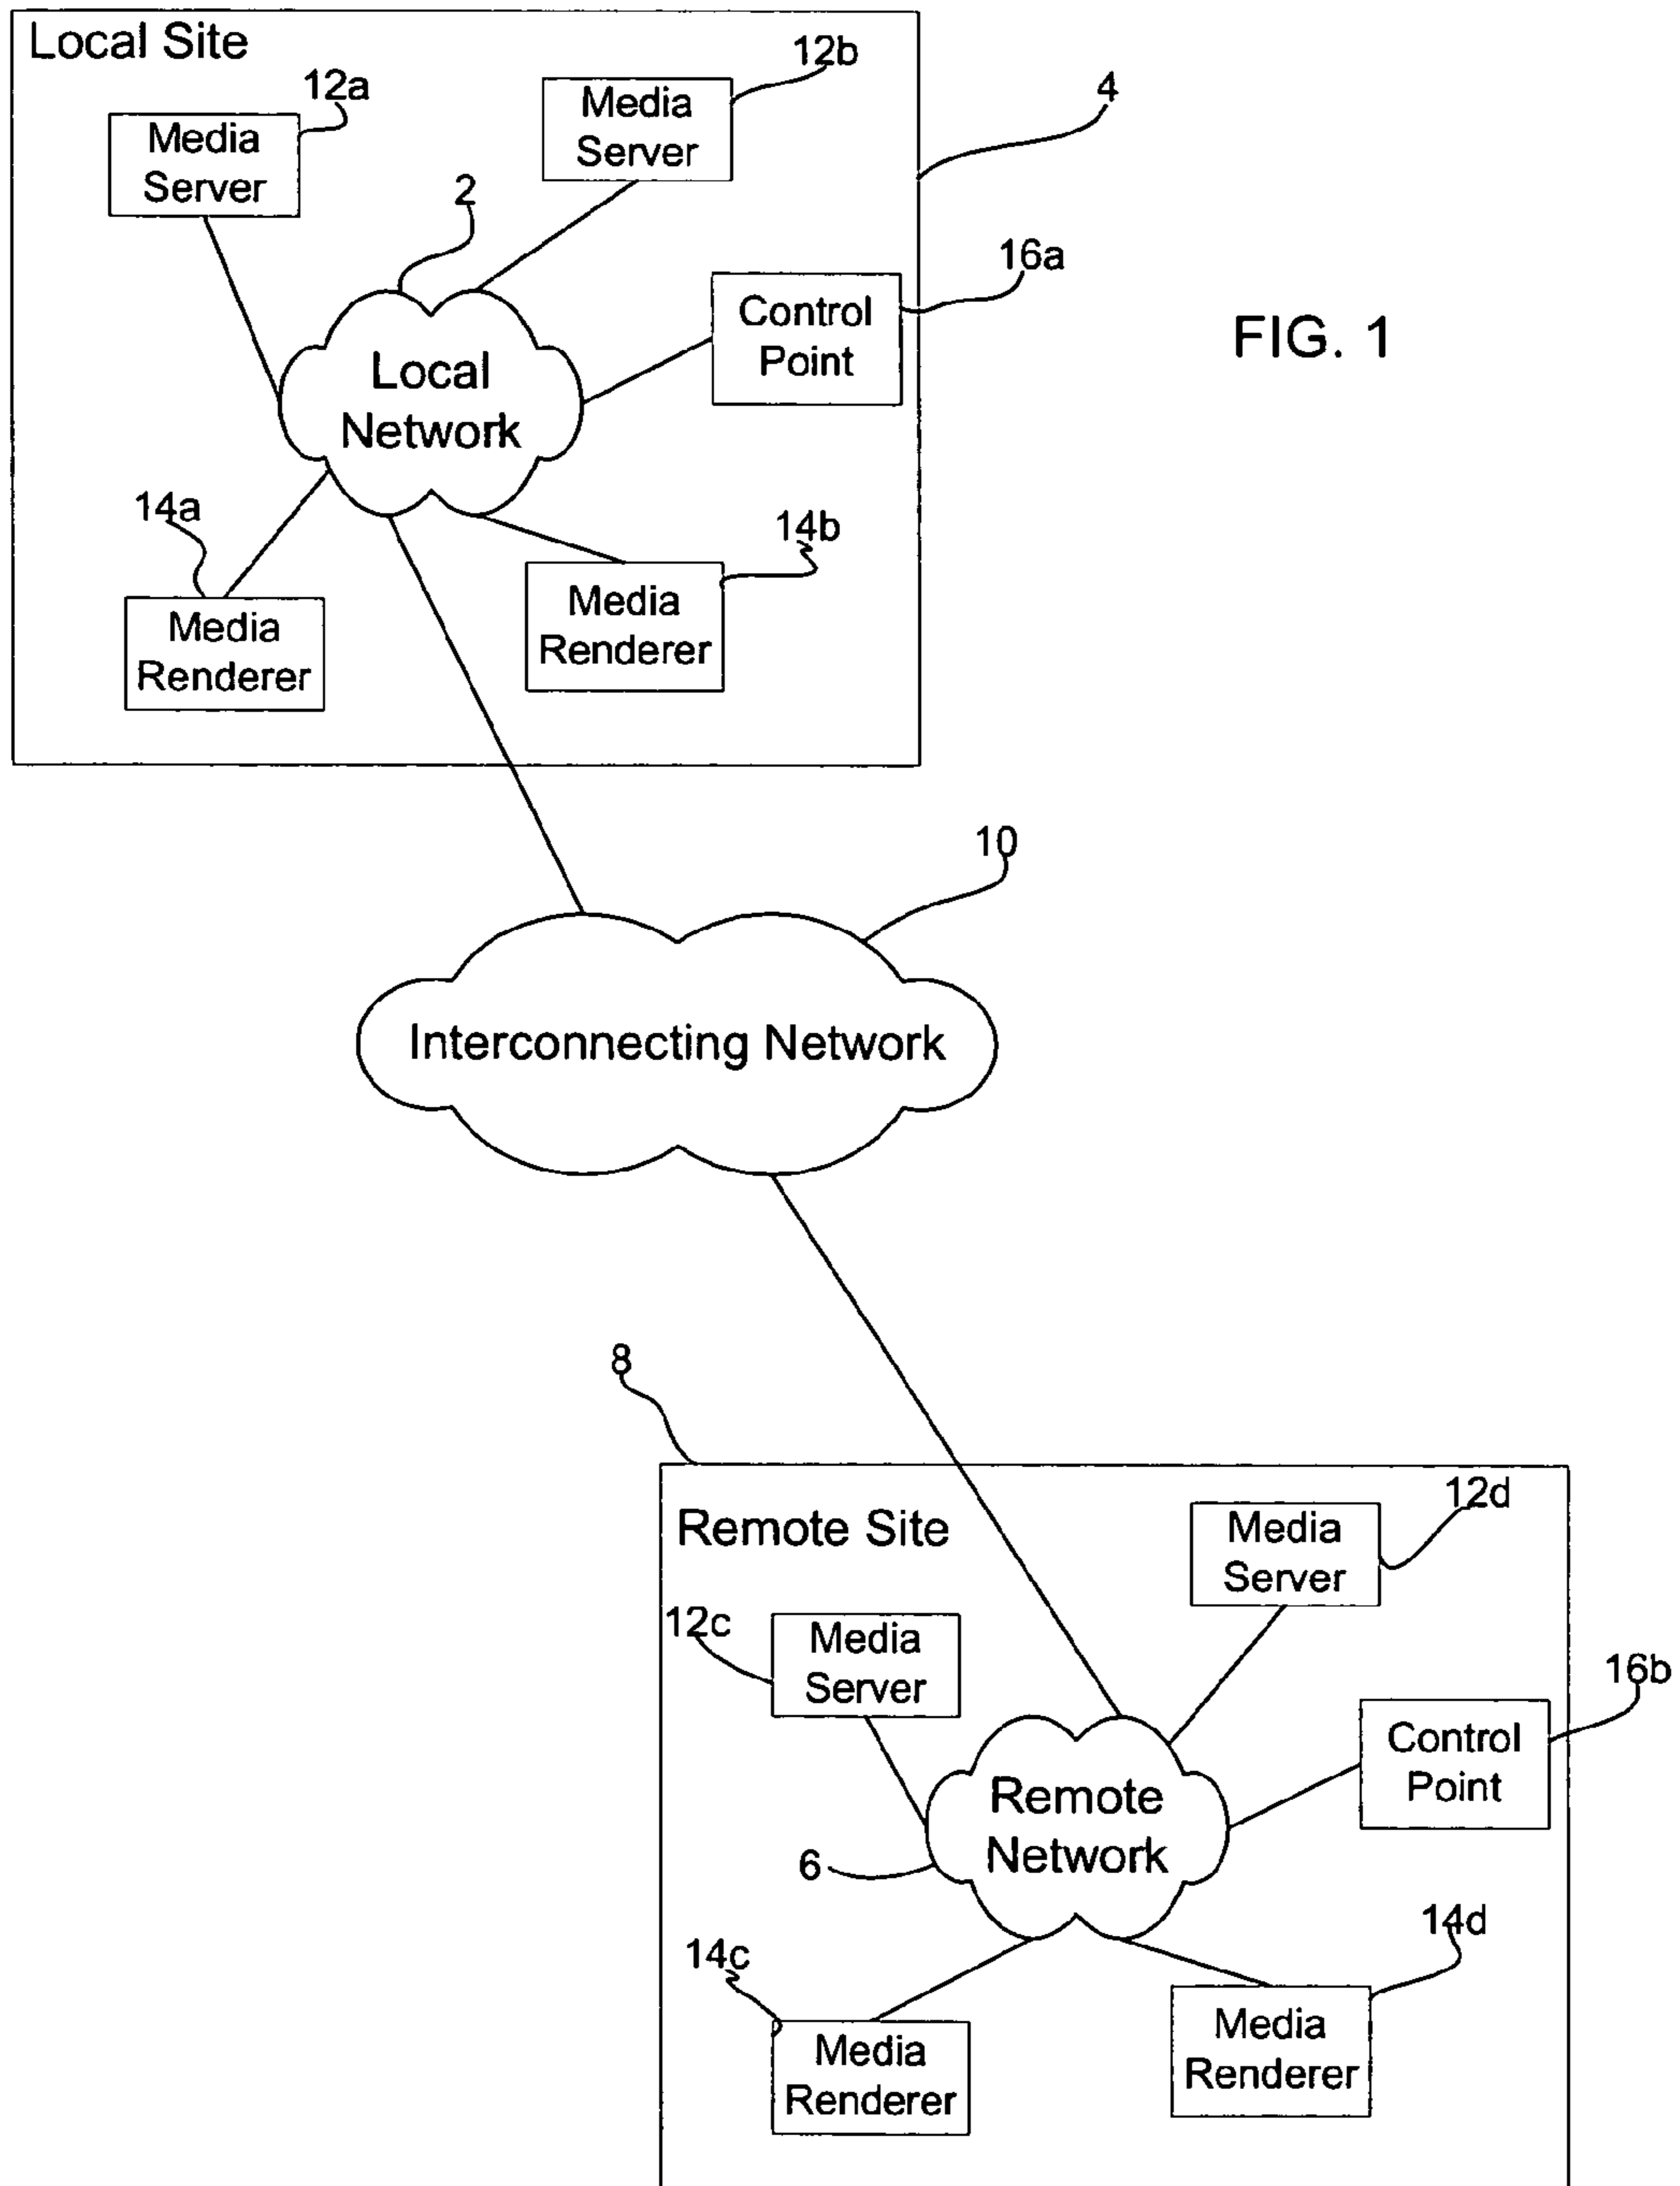 Local Site
12a
12b
4
Media
Server
Media
Server
2
16a
Control
Point
FIG. 1
Local
Network
14a
14b
Media
Renderer
Media
Renderer
10
Interconnecting Network
8
Remote Site
12d
Media
Server
12c
Media
Server
16b
Control
Point
Remote
Network
6
14c
14d
Media
Renderer
Media
Renderer